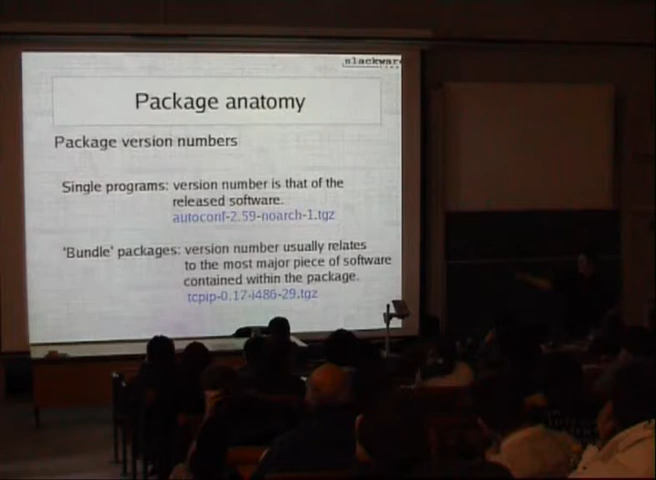 slackware
Package anatomy
Package version numbers
Single programs: version number is that of the
released software.
autoconf-2.59-noarch-1.tgz
'Bundle' packages: version number usually relates
to the most major piece of software
contained within the package.
tcpip-0.17-i486-29.tgz